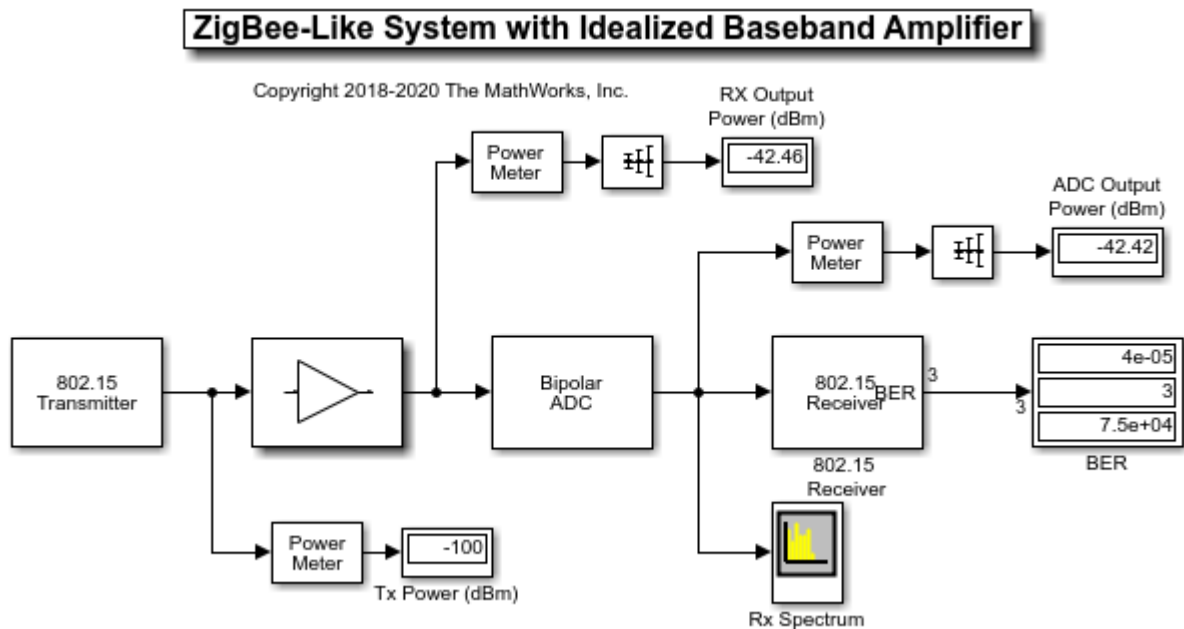 ZigBee-Like System with Idealized Baseband Amplifier
Copyright 2018-2020 The MathWorks, Inc.
RX Output
Power (dBm)
Power
Meter
-42.46
ADC Output
Power (dBm)
Power
Meter
-42.42
802.15
Transmitter
Bipolar
ADC
802.15
Receiver
BER
3
3
4e-05
3
7.5e+04
BER
802.15
Receiver
Power
Meter
-100
Tx Power (dBm)
Rx Spectrum